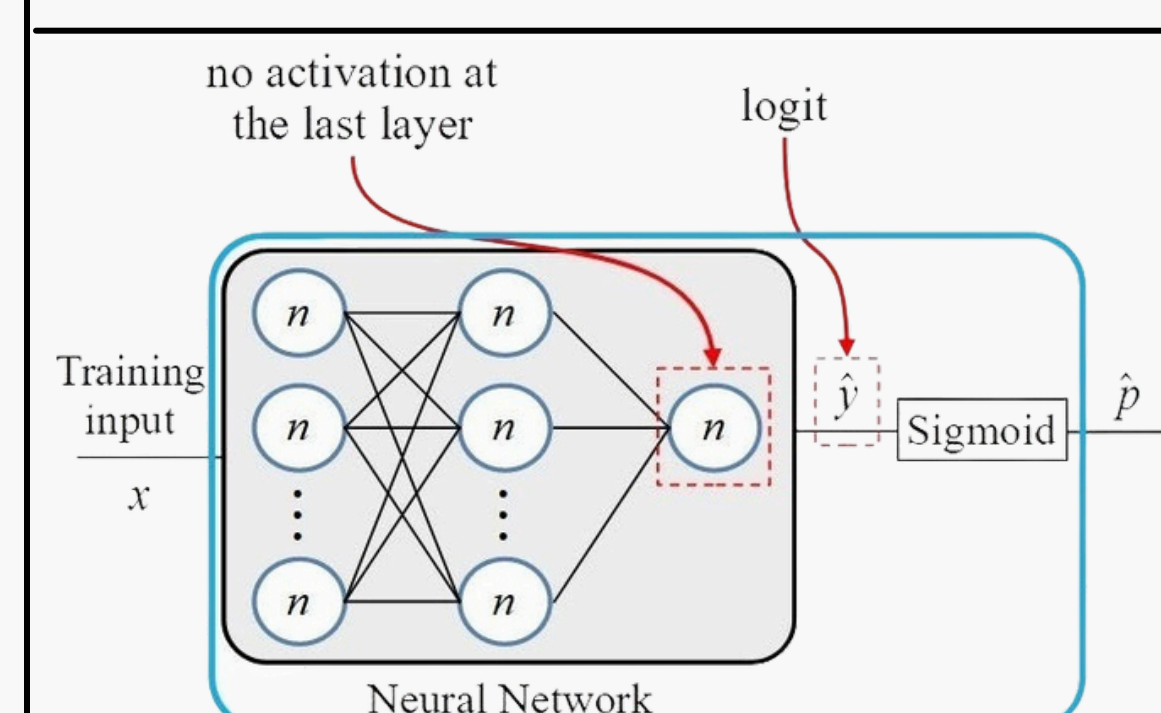 no activation at
the last layer
logit
n
n
Training
input
x
n
n
n
ŷ
Sigmoid
p̂
n
n
Neural Network